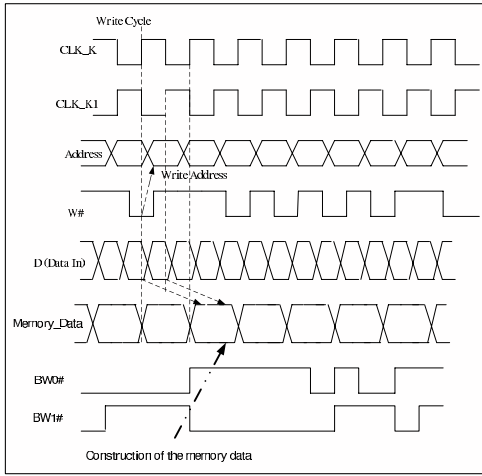 Write Cycle
CLK_K
CLK_K1
Address
Write Address
W#
D (Data In)
Memory_Data
BW0#
BW1#
Construction of the memory data